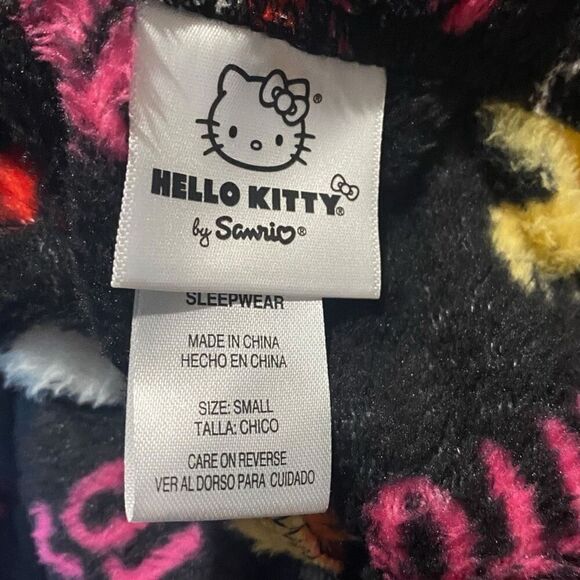 HELLO KITTY®
by Sanrio®
SLEEPWEAR
MADE IN CHINA
HECHO EN CHINA
SIZE: SMALL
TALLA: CHICO
CARE ON REVERSE
VER AL DORSO PARA CUIDADO